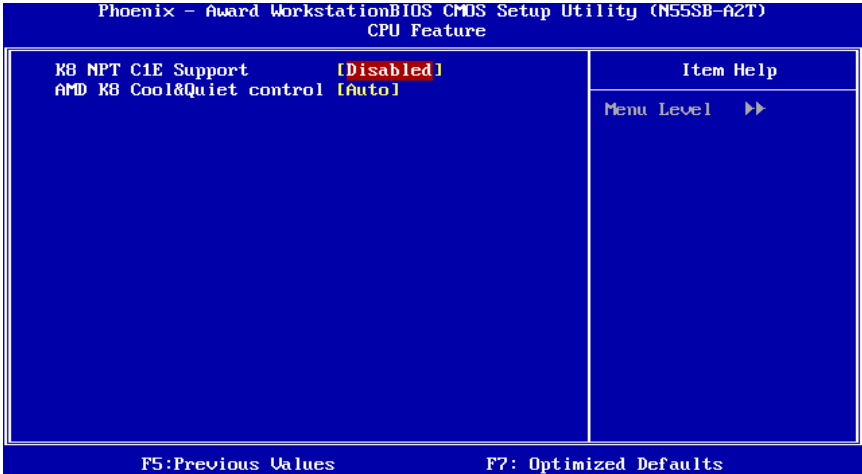 Phoenix - Award WorkstationBIOS CMOS Setup Utility (N55SB-A2T)
CPU Feature
K8 NPT C1E Support [Disabled]
AMD K8 Cool&Quiet control [Auto]
Item Help
Menu Level
F5:Previous Values F7: Optimized Defaults